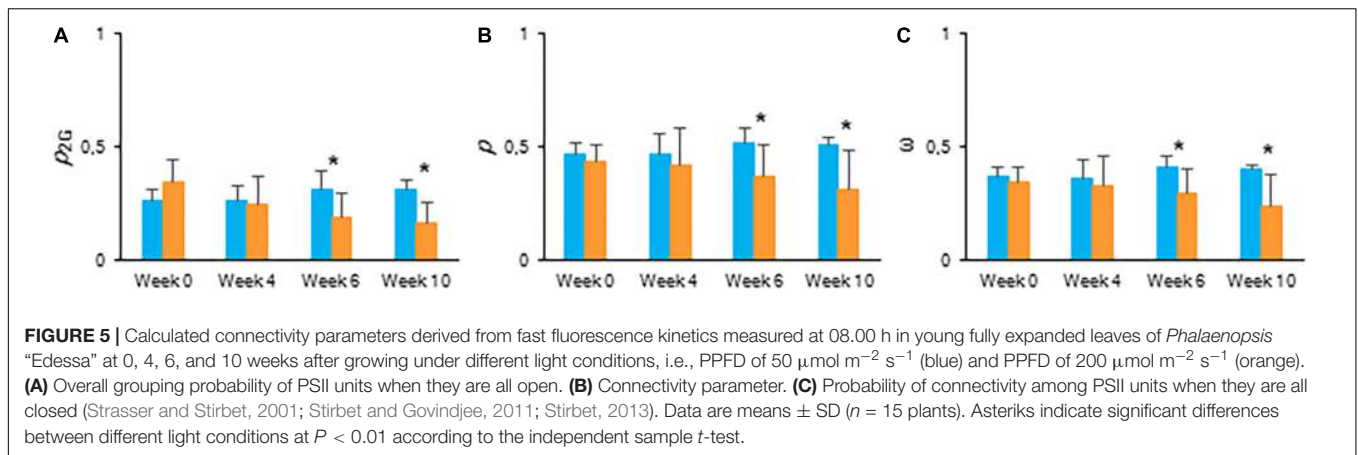 A
1
0,5
0
P2G
*
*
Week 0 Week 4 Week 6 Week 10
B
1
0,5
0
p
*
*
Week 0 Week 4 Week 6 Week 10
C
1
0,5
0
ω
*
*
Week 0 Week 4 Week 6 Week 10
FIGURE 5 | Calculated connectivity parameters derived from fast fluorescence kinetics measured at 08.00 h in young fully expanded leaves of Phalaenopsis
“Edessa” at 0, 4, 6, and 10 weeks after growing under different light conditions, i.e., PPFD of 50 μmol m−2 s−1 (blue) and PPFD of 200 μmol m−2 s−1 (orange).
(A) Overall grouping probability of PSII units when they are all open. (B) Connectivity parameter. (C) Probability of connectivity among PSII units when they are all
closed (Strasser and Stirbet, 2001; Stirbet and Govindjee, 2011; Stirbet, 2013). Data are means ± SD (n = 15 plants). Asteriks indicate significant differences
between different light conditions at P < 0.01 according to the independent sample t-test.